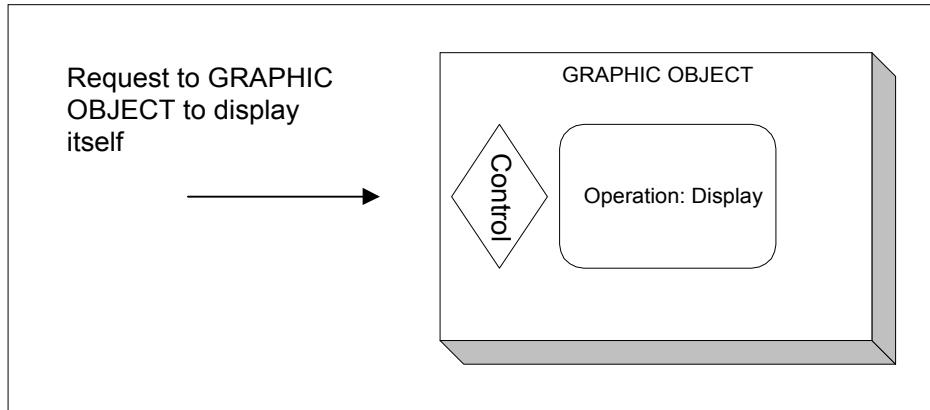 Request to GRAPHIC
OBJECT to display
itself
GRAPHIC OBJECT
Control
Operation: Display